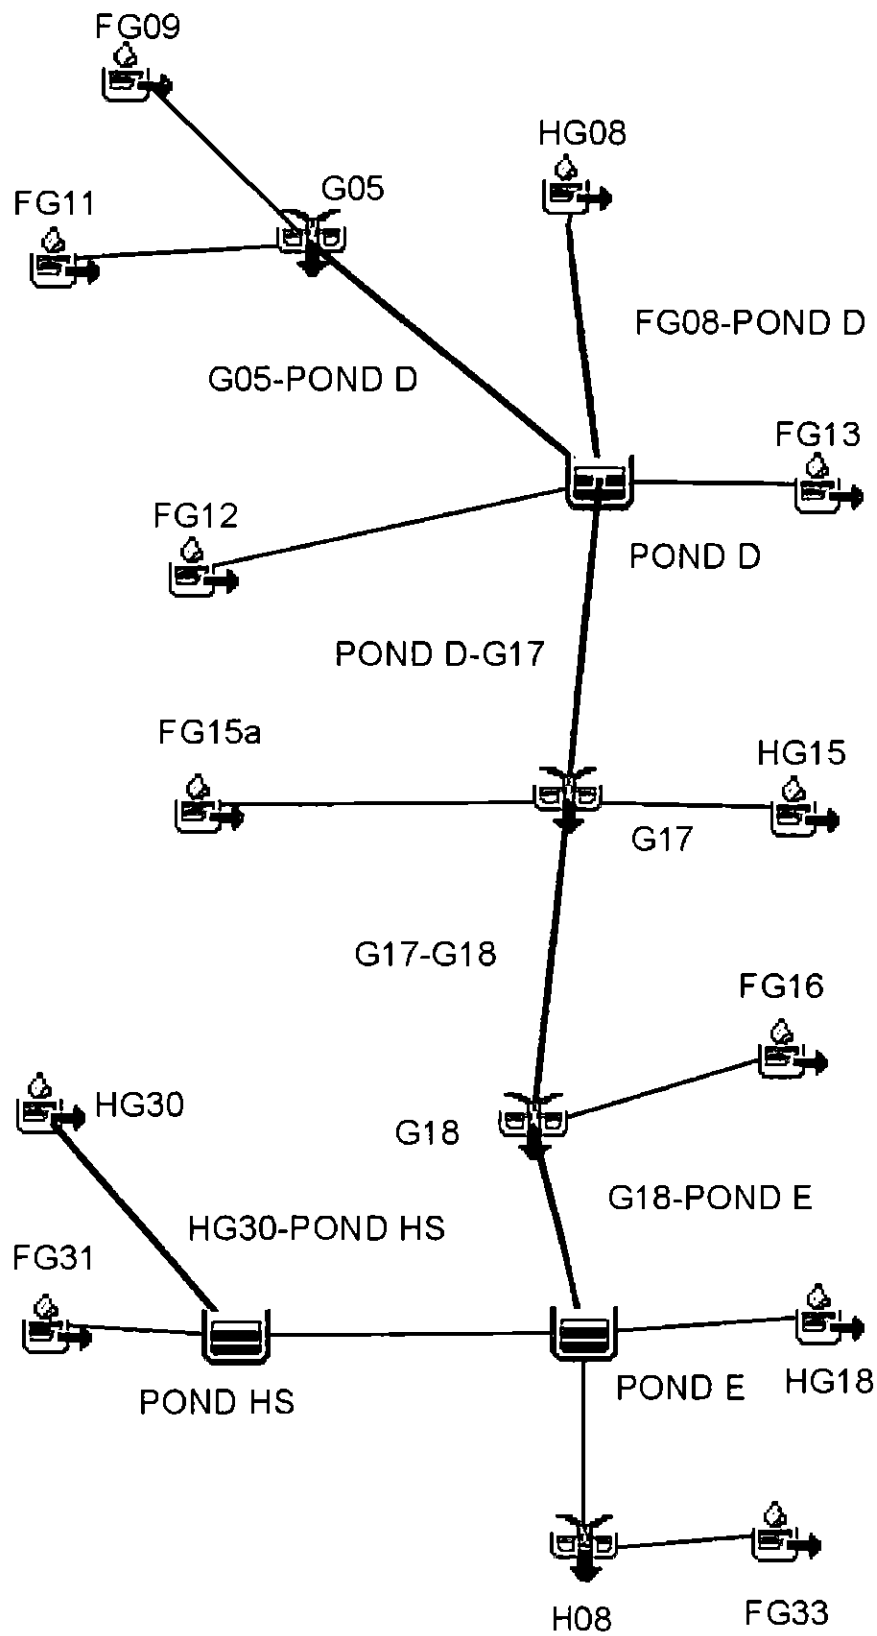 FG09
HG08
G05
FG11
FG08-POND D
G05-POND D
FG13
FG12
POND D
POND D-G17
FG15a
HG15
G17
G17-G18
FG16
HG30
G18
G18-POND E
HG30-POND HS
FG31
POND HS
POND E
HG18
H08
FG33